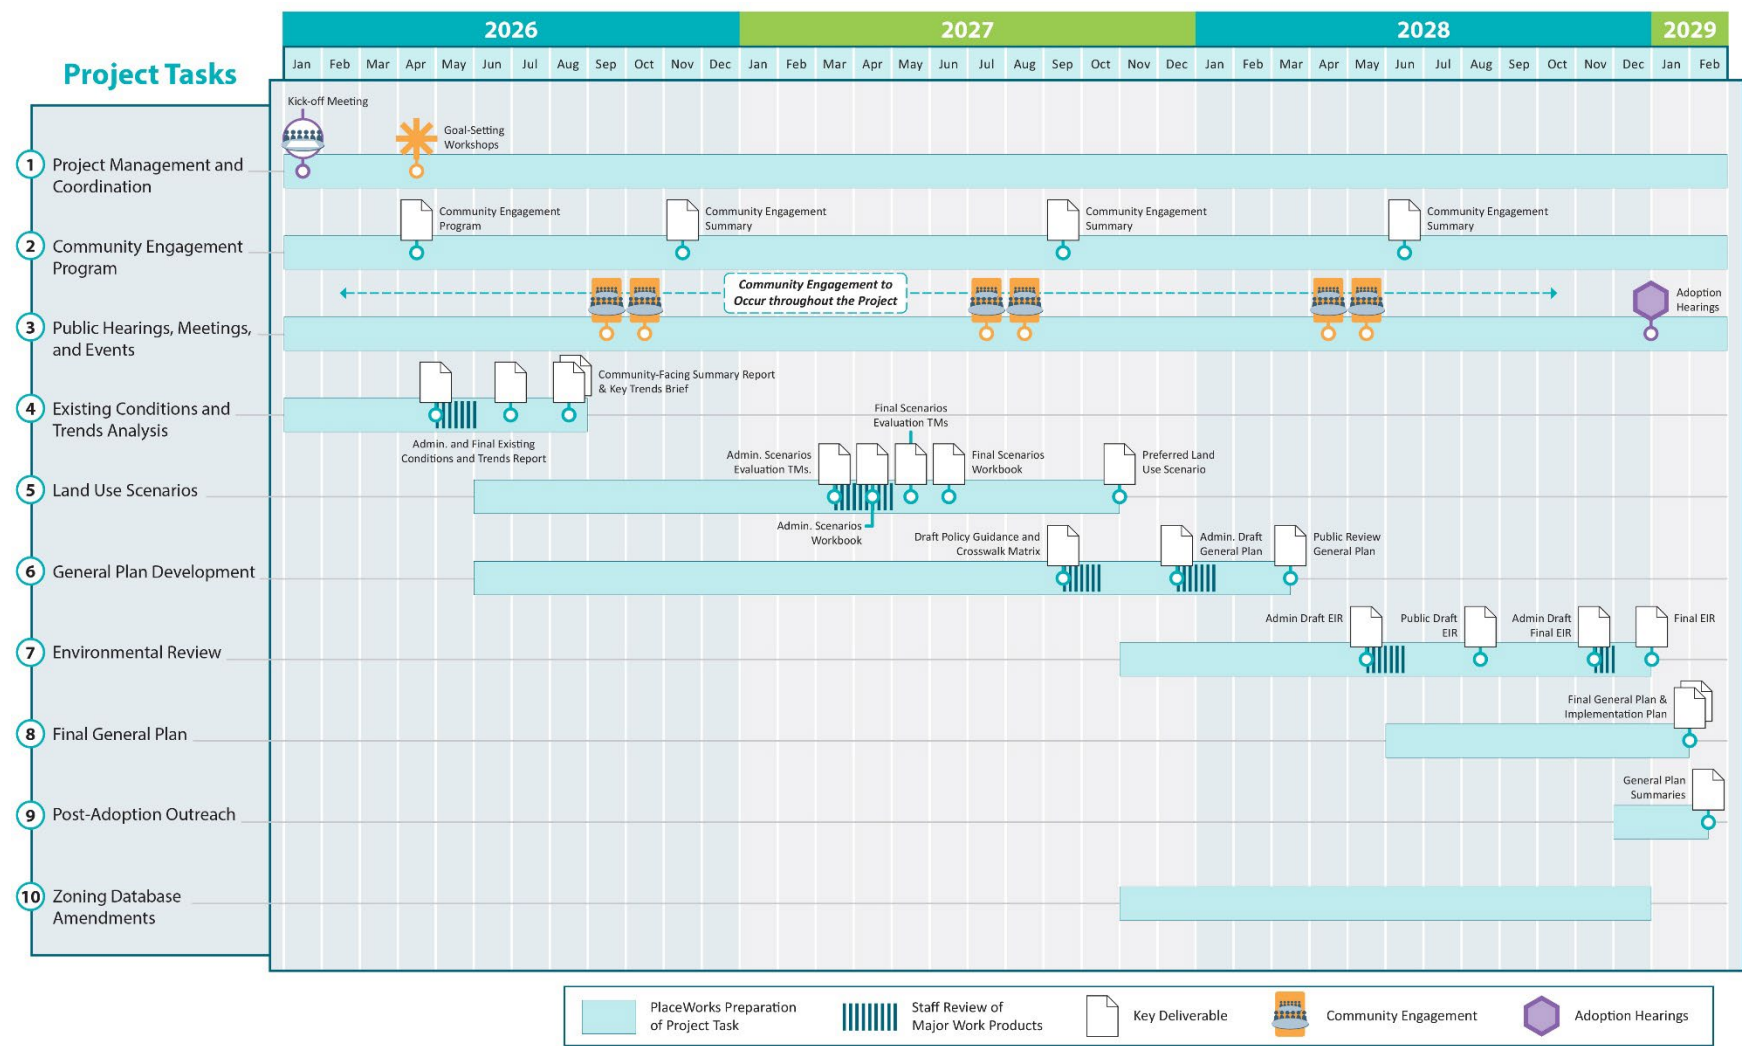 2026
2027
2028
2029
Project Tasks
Jan Feb Mar Apr May Jun Jul Aug Sep Oct Nov Dec Jan Feb Mar Apr May Jun Jul Aug Sep Oct Nov Dec Jan Feb Mar Apr May Jun Jul Aug Sep Oct Nov Dec Jan Feb
Kick-off Meeting
Goal-Setting
Workshops
1 Project Management and
Coordination
Community Engagement
Program
Community Engagement
Summary
Community Engagement
Summary
Community Engagement
Summary
2 Community Engagement
Program
Community Engagement to
Occur throughout the Project
Adoption
Hearings
3 Public Hearings, Meetings,
and Events
Community-Facing Summary Report
& Key Trends Brief
4 Existing Conditions and
Trends Analysis
Admin. and Final Existing
Conditions and Trends Report
Final Scenarios
Evaluation TMs
Admin. Scenarios
Evaluation TMs.
Final Scenarios
Workbook
Preferred Land
Use Scenario
5 Land Use Scenarios
Admin. Scenarios
Workbook
Draft Policy Guidance and
Crosswalk Matrix
Admin. Draft
General Plan
Public Review
General Plan
6 General Plan Development
Admin Draft EIR
Public Draft
EIR
Admin Draft
Final EIR
Final EIR
7 Environmental Review
Final General Plan &
Implementation Plan
8 Final General Plan
General Plan
Summaries
9 Post-Adoption Outreach
10 Zoning Database
Amendments
PlaceWorks Preparation
of Project Task
Staff Review of
Major Work Products
Key Deliverable
Community Engagement
Adoption Hearings